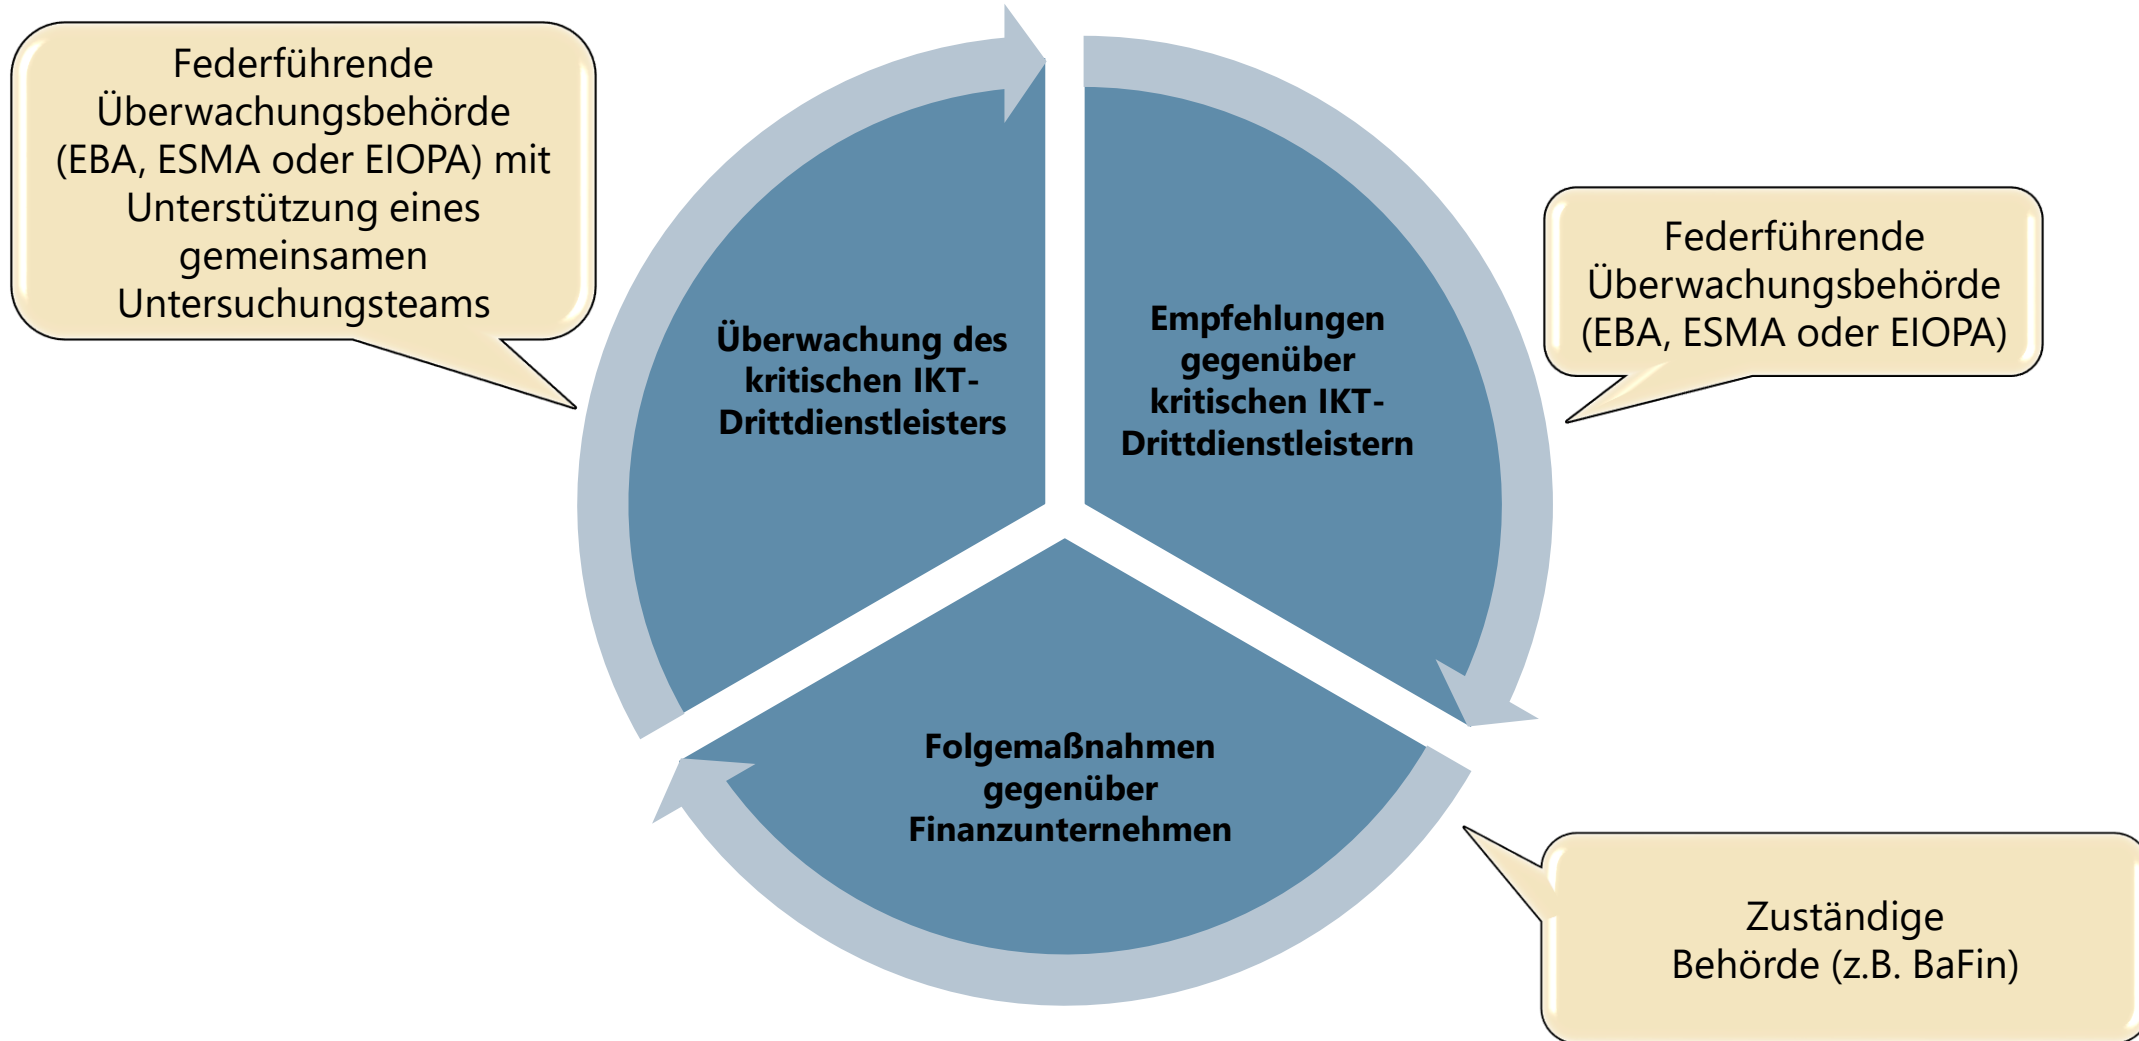 Federführende
Überwachungsbehörde
(EBA, ESMA oder EIOPA) mit
Unterstützung eines
gemeinsamen
Untersuchungsteams
Überwachung des
kritischen IKT-
Drittdienstleisters
Empfehlungen
gegenüber
kritischen IKT-
Drittdienstleistern
Federführende
Überwachungsbehörde
(EBA, ESMA oder EIOPA)
Folgemaßnahmen
gegenüber
Finanzunternehmen
Zuständige
Behörde (z.B. BaFin)